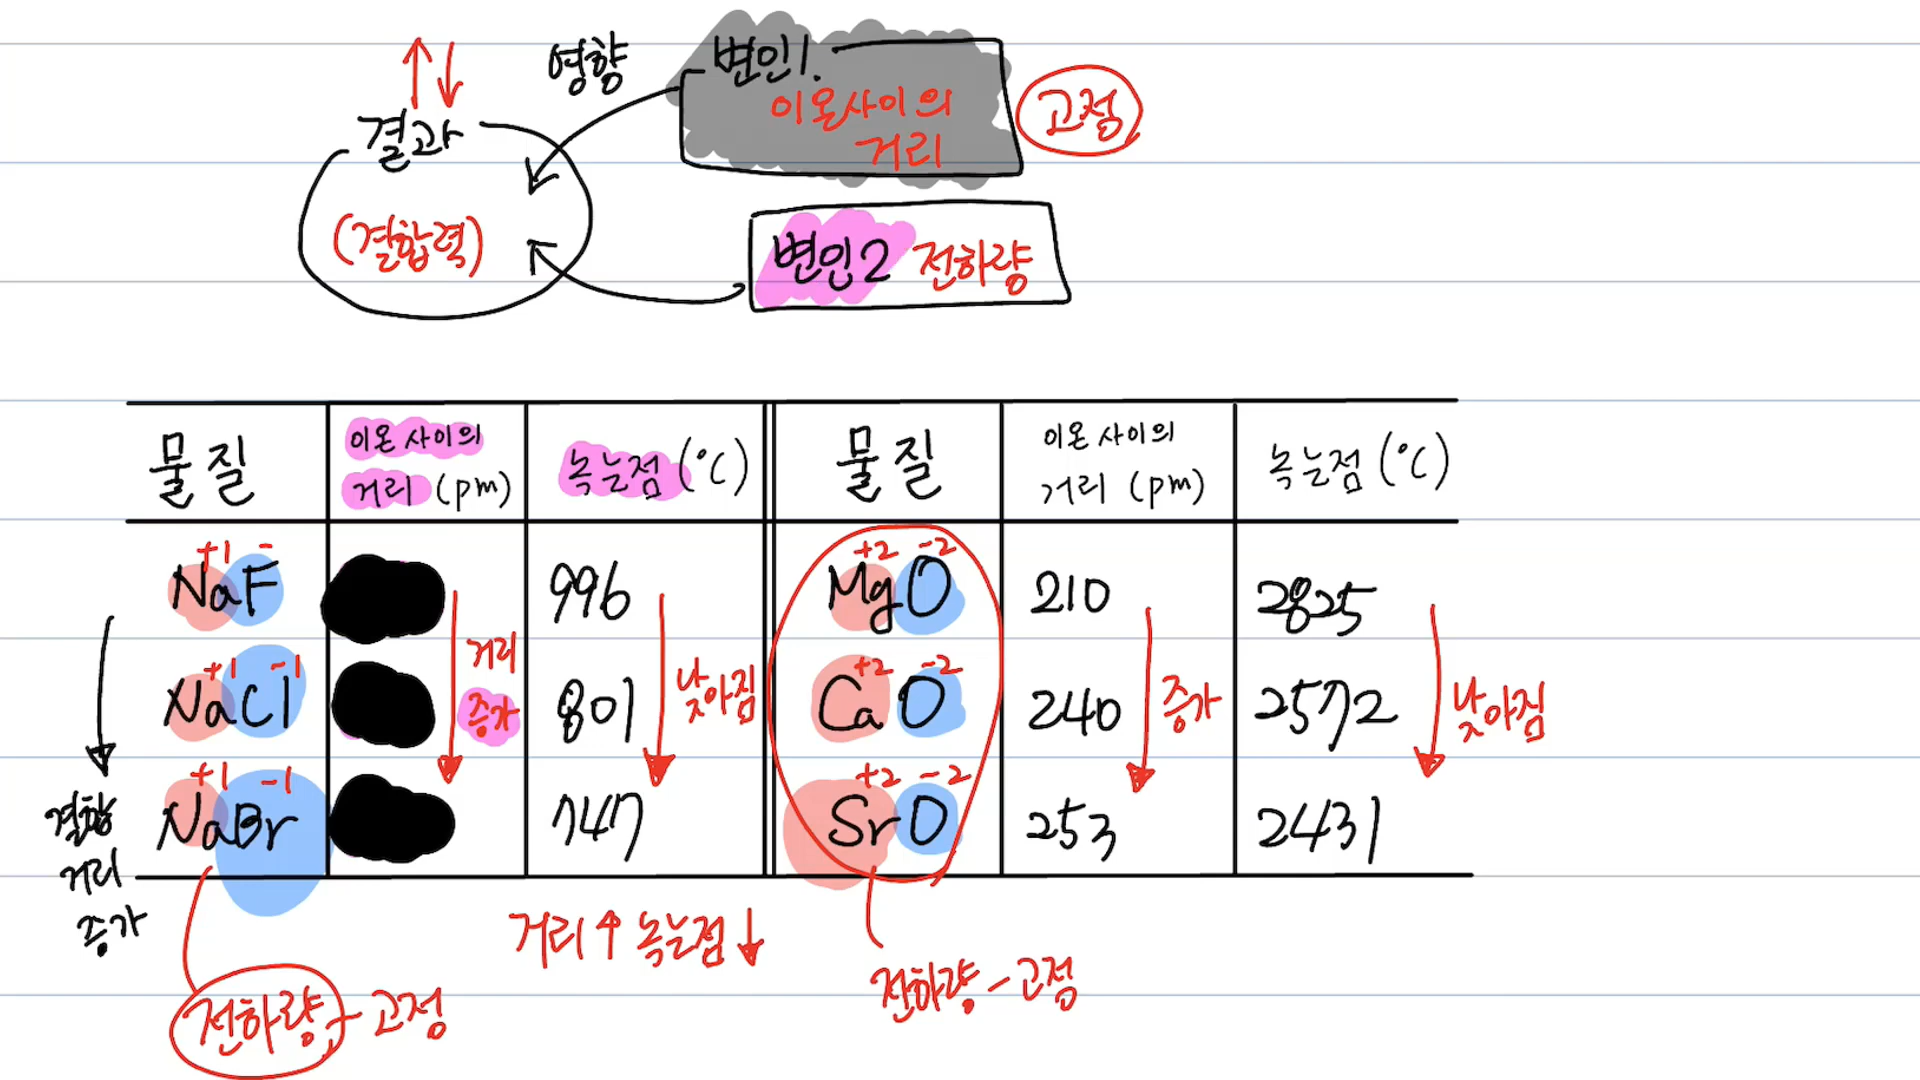 영향
변인1.
이온사이의
거리
고정
결과
(결합력)
변인2 전하량
물질 이온 사이의 거리 (pm) 녹는점 (℃) 물질 이온 사이의 거리 (pm) 녹는점 (℃)
+1 - +2 -2
NaF 996 MgO 210 2825
거리 증가 낮아짐 증가 낮아짐
+1 -1 +2 -2
NaCl 801 CaO 240 2572
+1 -1 +2 -2
NaBr 747 SrO 253 2431
결합
거리
증가
거리↑ 녹는점↓
전하량 - 고정
전하량 - 고정